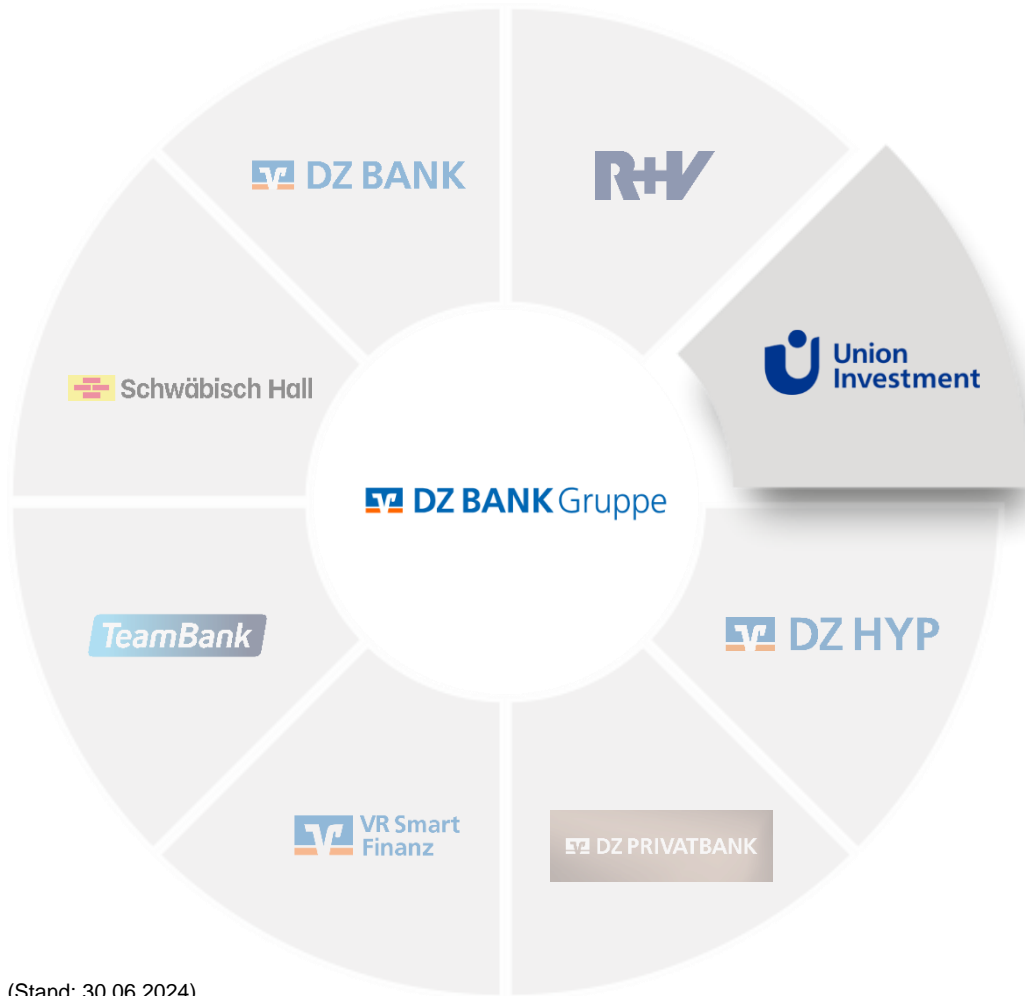 DZ BANK
R+V
Union
Investment
Schwäbisch Hall
DZ BANK Gruppe
TeamBank
DZ HYP
VR Smart
Finanz
DZ PRIVATBANK
(Stand: 30.06.2024)